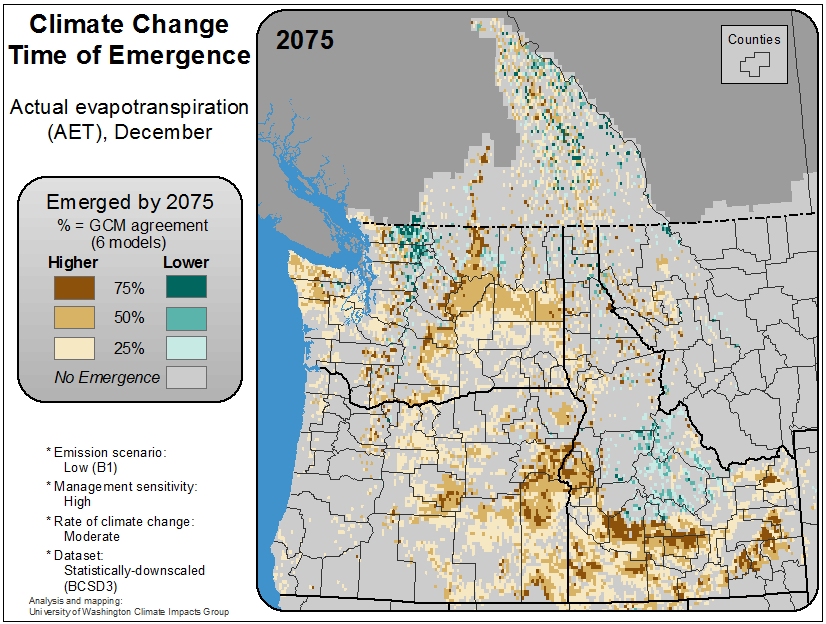 Climate Change
Time of Emergence
Actual evapotranspiration
(AET), December
Emerged by 2075
% = GCM agreement
(6 models)
Higher Lower
75%
50%
25%
No Emergence
* Emission scenario:
Low (B1)
* Management sensitivity:
High
* Rate of climate change:
Moderate
* Dataset:
Statistically-downscaled
(BCSD3)
Analysis and mapping:
University of Washington Climate Impacts Group
2075
Counties